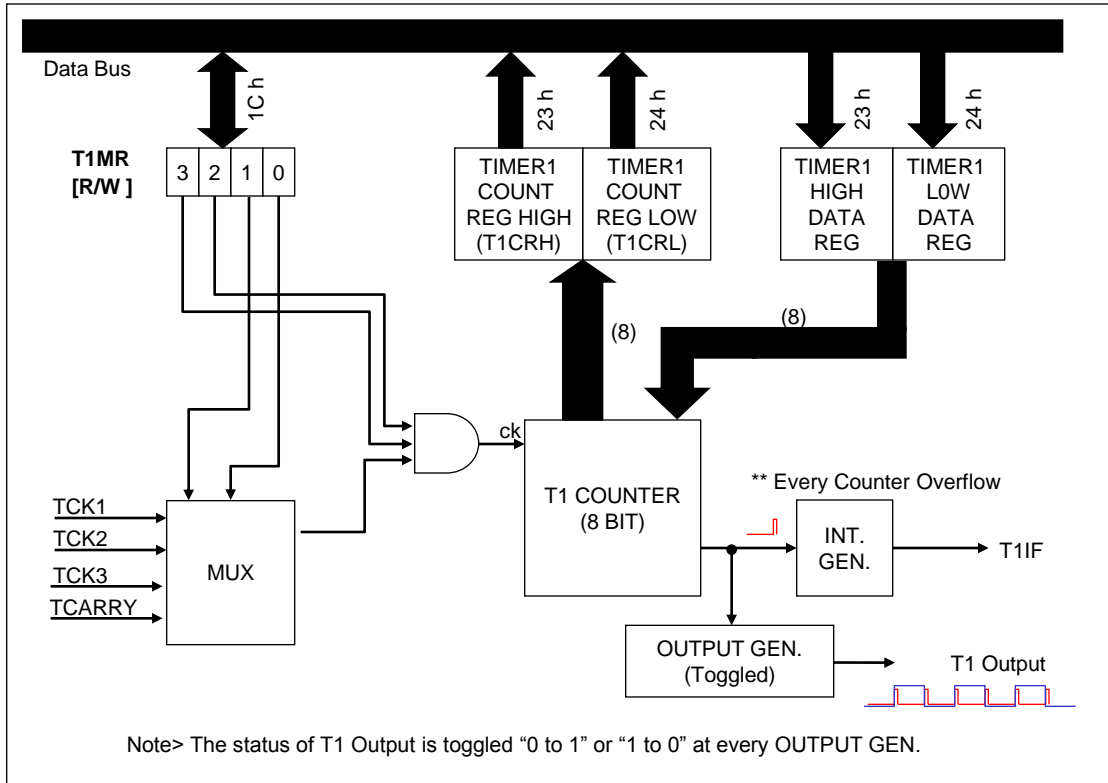 Data Bus
1C h
23 h
24 h
23 h
24 h
T1MR
[R/W ]
3 2 1 0
TIMER1
COUNT
REG HIGH
(T1CRH)
TIMER1
COUNT
REG LOW
(T1CRL)
TIMER1
HIGH
DATA
REG
TIMER1
L0W
DATA
REG
(8)
(8)
ck
T1 COUNTER
(8 BIT)
** Every Counter Overflow
TCK1
TCK2
TCK3
TCARRY
MUX
INT.
GEN.
T1IF
OUTPUT GEN.
(Toggled)
T1 Output
Note> The status of T1 Output is toggled “0 to 1” or “1 to 0” at every OUTPUT GEN.